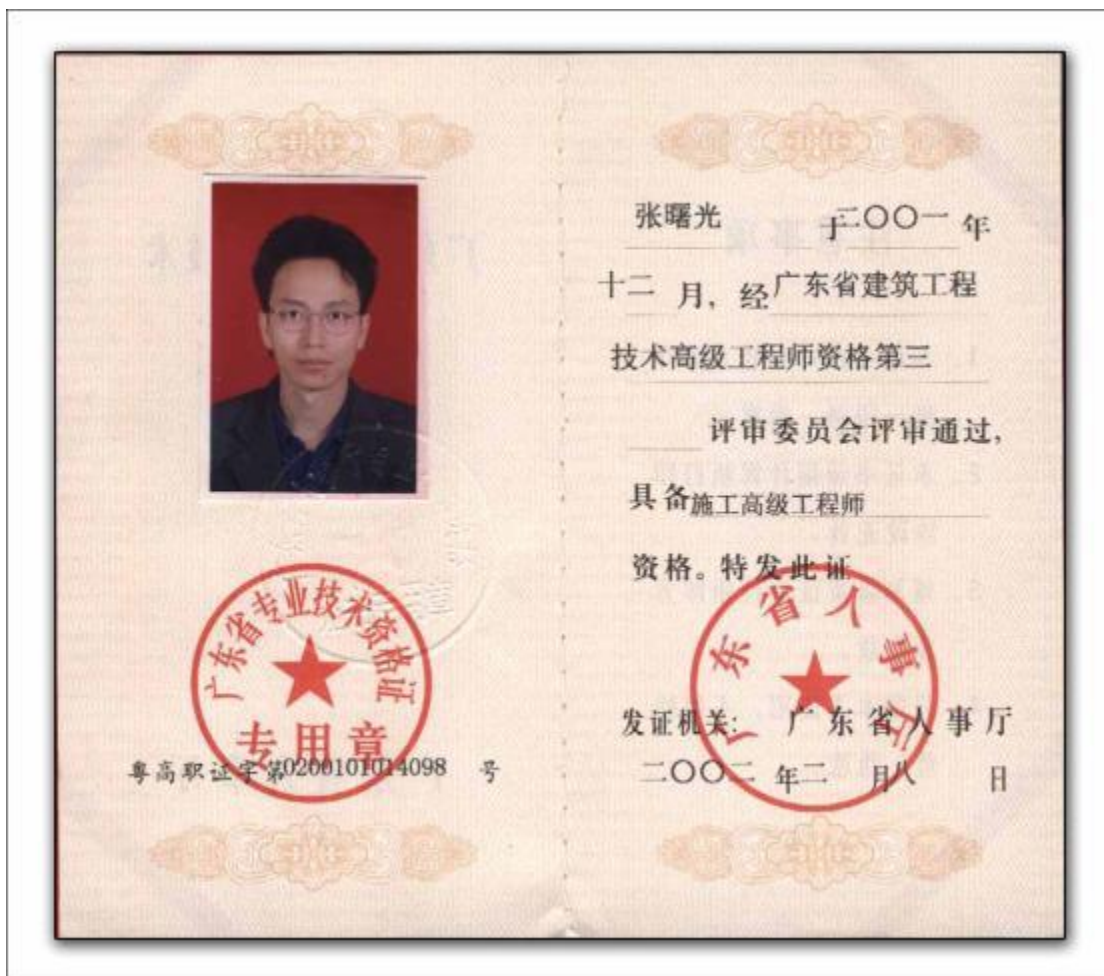 广东省专业技术资格证
专用章
粤高职证字第0200101014098 号
张曙光 于二〇〇一 年
十二 月，经广东省建筑工程
技术高级工程师资格第三
评审委员会评审通过，
具备施工高级工程师
资格。特发此证
广东省人事厅
发证机关：广东省人事厅
二〇〇二 年二 月八 日